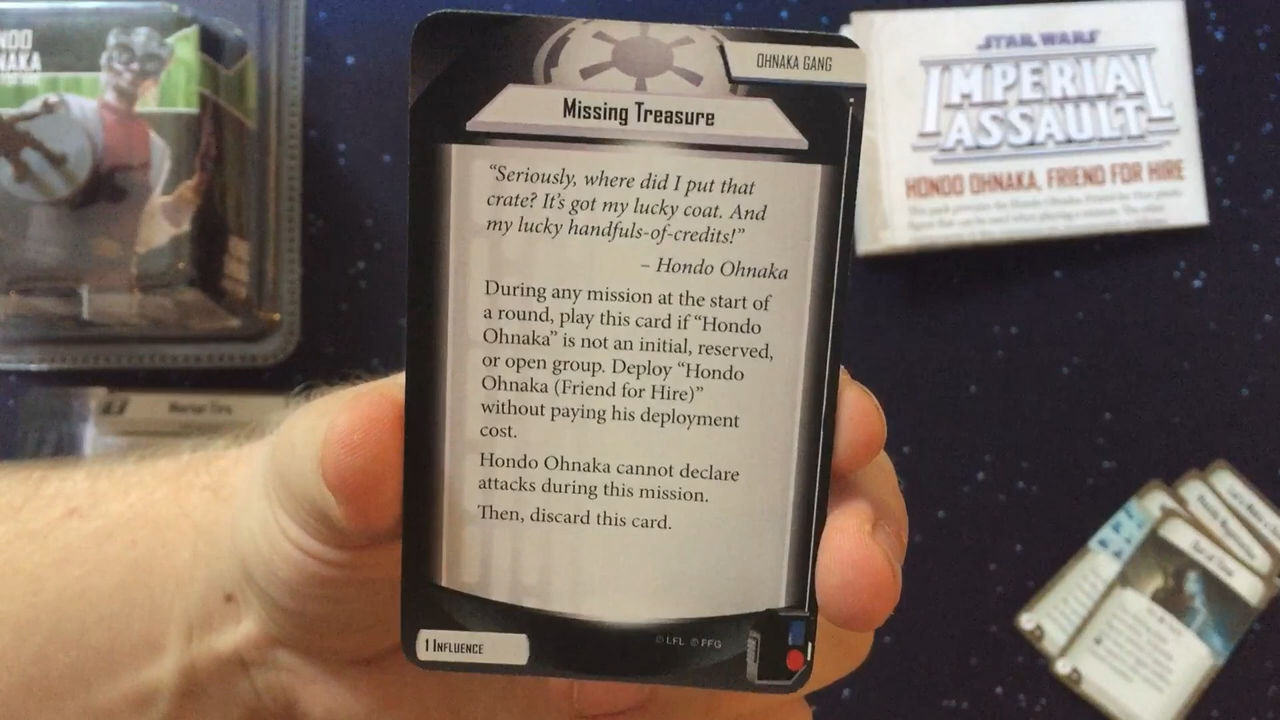 OHNAKA GANG
Missing Treasure
“Seriously, where did I put that
crate? It’s got my lucky coat. And
my lucky handfuls-of-credits!”
– Hondo Ohnaka
During any mission at the start of
a round, play this card if “Hondo
Ohnaka” is not an initial, reserved,
or open group. Deploy “Hondo
Ohnaka (Friend for Hire)”
without paying his deployment
cost.
Hondo Ohnaka cannot declare
attacks during this mission.
Then, discard this card.
1 INFLUENCE
© LFL © FFG
STAR WARS
IMPERIAL
ASSAULT
HONDO OHNAKA, FRIEND FOR HIRE